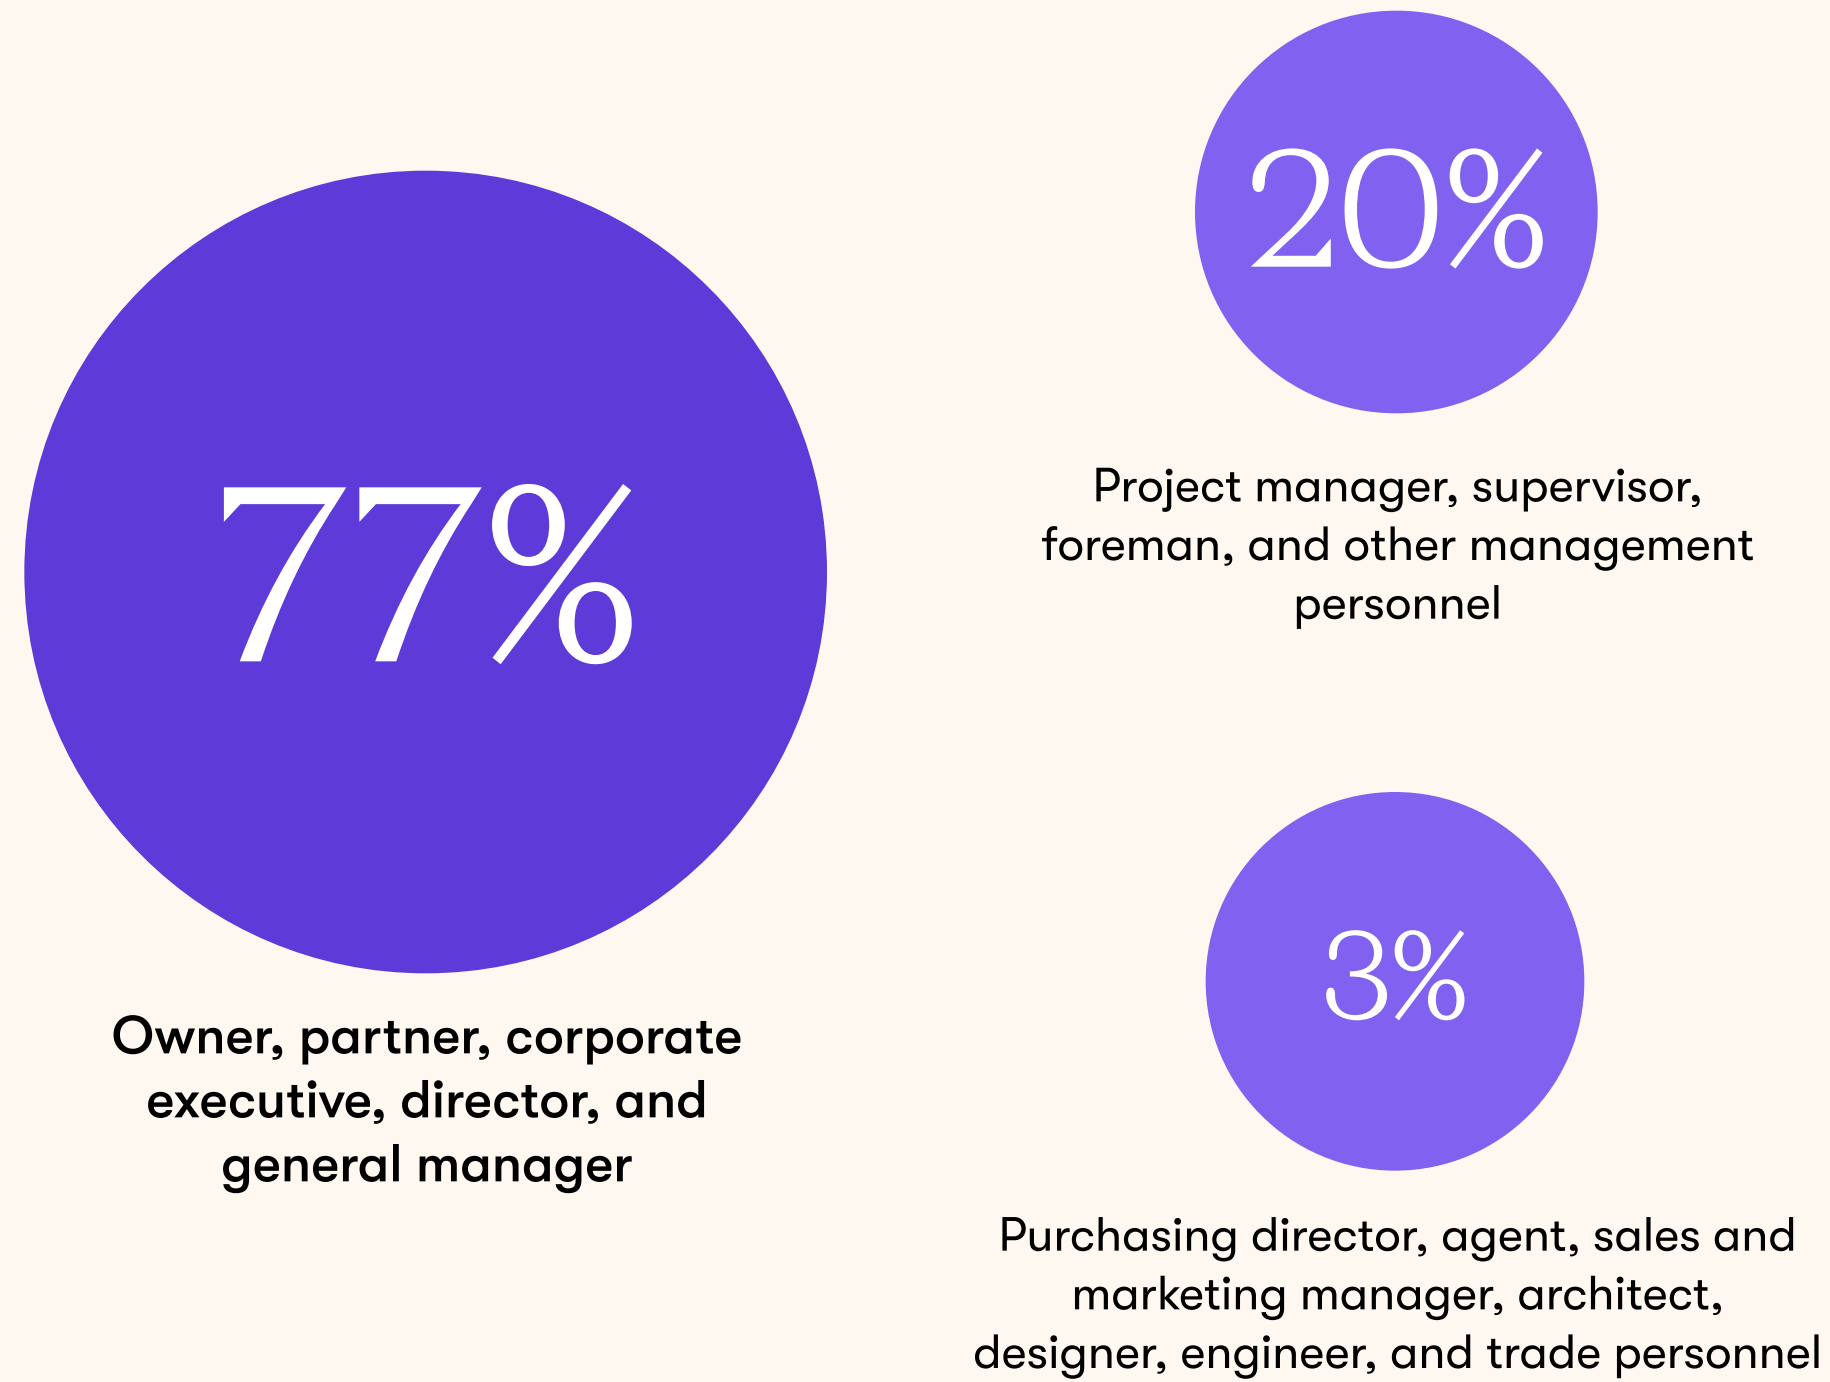 77%
Owner, partner, corporate
executive, director, and
general manager
20%
Project manager, supervisor,
foreman, and other management
personnel
3%
Purchasing director, agent, sales and
marketing manager, architect,
designer, engineer, and trade personnel